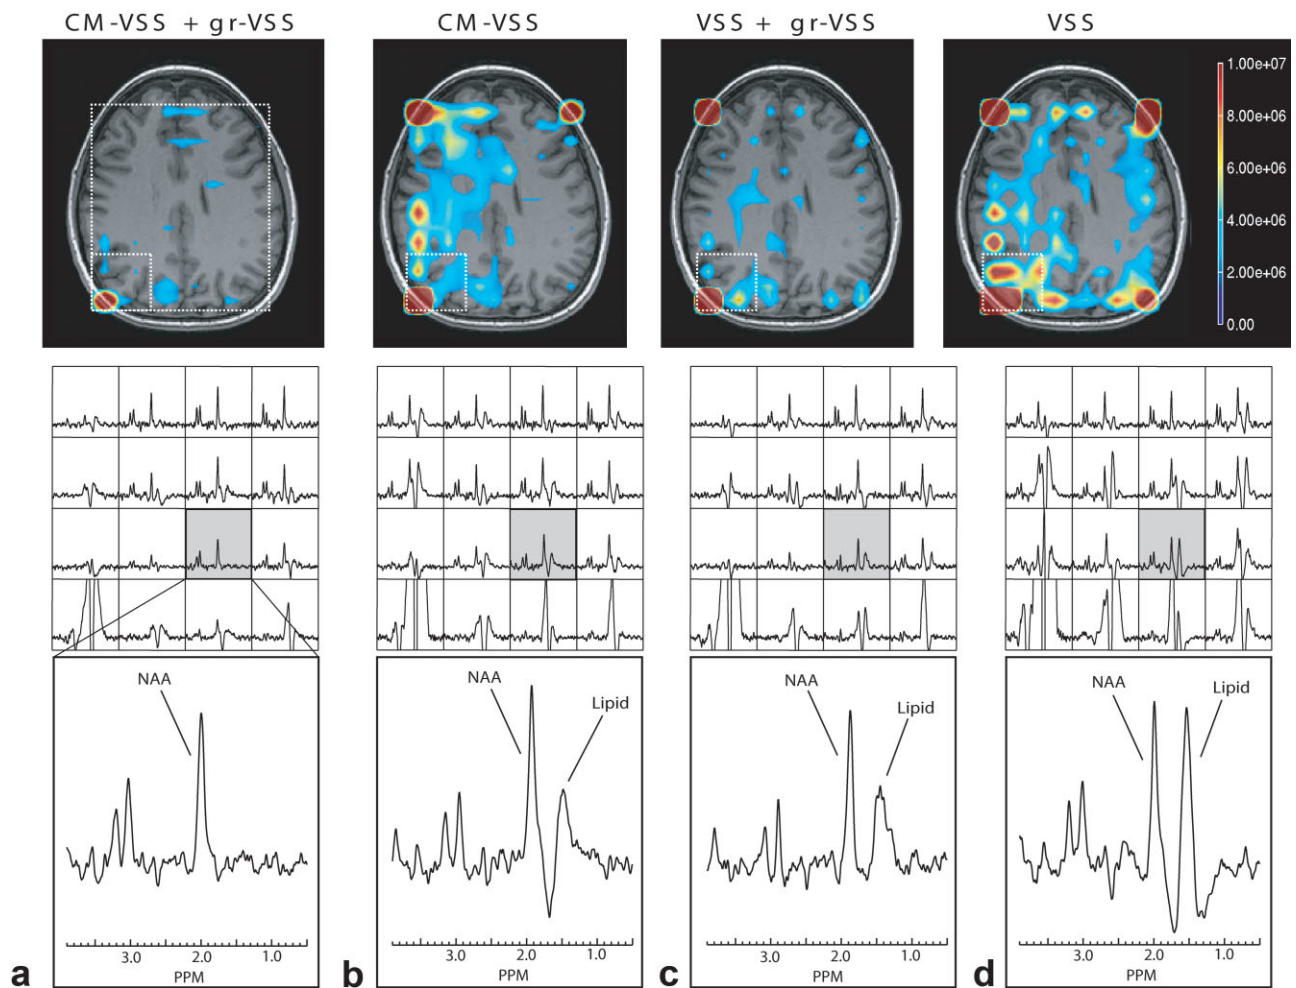 CM-VSS + gr-VSS CM-VSS VSS + gr-VSS VSS
1.00e+07
8.00e+06
6.00e+06
4.00e+06
2.00e+06
0.00
NAA
3.0 2.0 1.0
PPM
a
NAA
Lipid
3.0 2.0 1.0
PPM
b
NAA
Lipid
3.0 2.0 1.0
PPM
c
NAA
Lipid
3.0 2.0 1.0
PPM
d